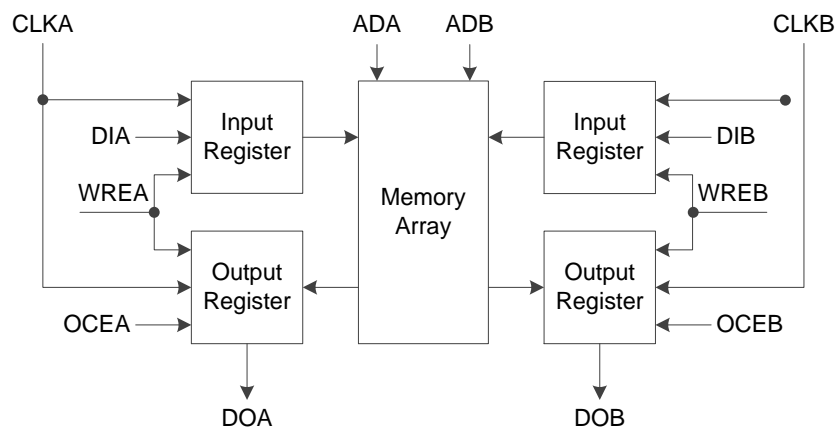 CLKA
ADA
ADB
CLKB
Input
Register
Input
Register
DIA
DIB
WREA
Memory
Array
WREB
Output
Register
Output
Register
OCEA
OCEB
DOA
DOB